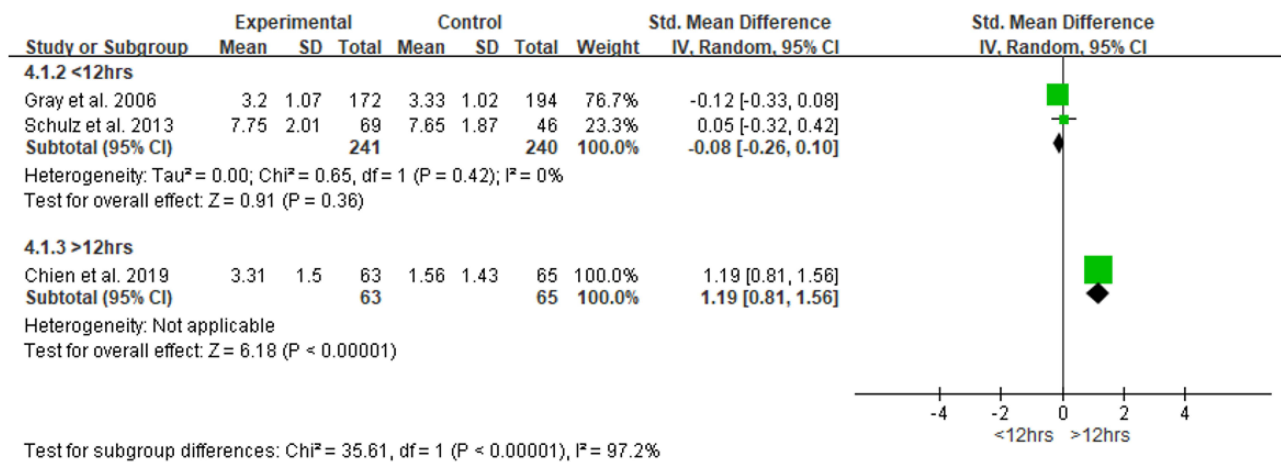 Experimental Control Std. Mean Difference Std. Mean Difference
Study or Subgroup Mean SD Total Mean SD Total Weight IV, Random, 95% CI IV, Random, 95% CI
4.1.2 <12hrs
Gray et al. 2006 3.2 1.07 172 3.33 1.02 194 76.7% -0.12 [-0.33, 0.08]
Schulz et al. 2013 7.75 2.01 69 7.65 1.87 46 23.3% 0.05 [-0.32, 0.42]
Subtotal (95% CI) 241 240 100.0% -0.08 [-0.26, 0.10]
Heterogeneity: Tau² = 0.00; Chi² = 0.65, df = 1 (P = 0.42); I² = 0%
Test for overall effect: Z = 0.91 (P = 0.36)
4.1.3 >12hrs
Chien et al. 2019 3.31 1.5 63 1.56 1.43 65 100.0% 1.19 [0.81, 1.56]
Subtotal (95% CI) 63 65 100.0% 1.19 [0.81, 1.56]
Heterogeneity: Not applicable
Test for overall effect: Z = 6.18 (P < 0.00001)
-4 -2 0 2 4
<12hrs >12hrs
Test for subgroup differences: Chi² = 35.61, df = 1 (P < 0.00001), I² = 97.2%